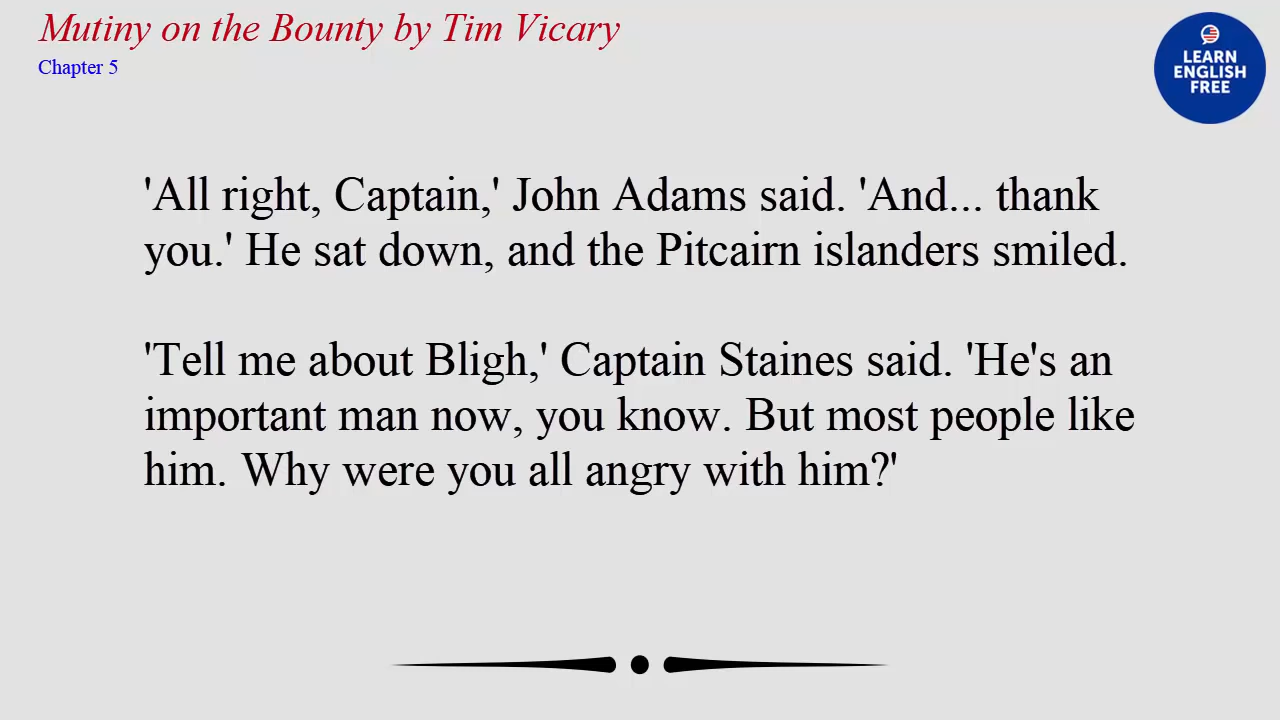 Mutiny on the Bounty by Tim Vicary
Chapter 5
LEARN
ENGLISH
FREE
'All right, Captain,' John Adams said. 'And... thank
you.' He sat down, and the Pitcairn islanders smiled.
'Tell me about Bligh,' Captain Staines said. 'He's an
important man now, you know. But most people like
him. Why were you all angry with him?'